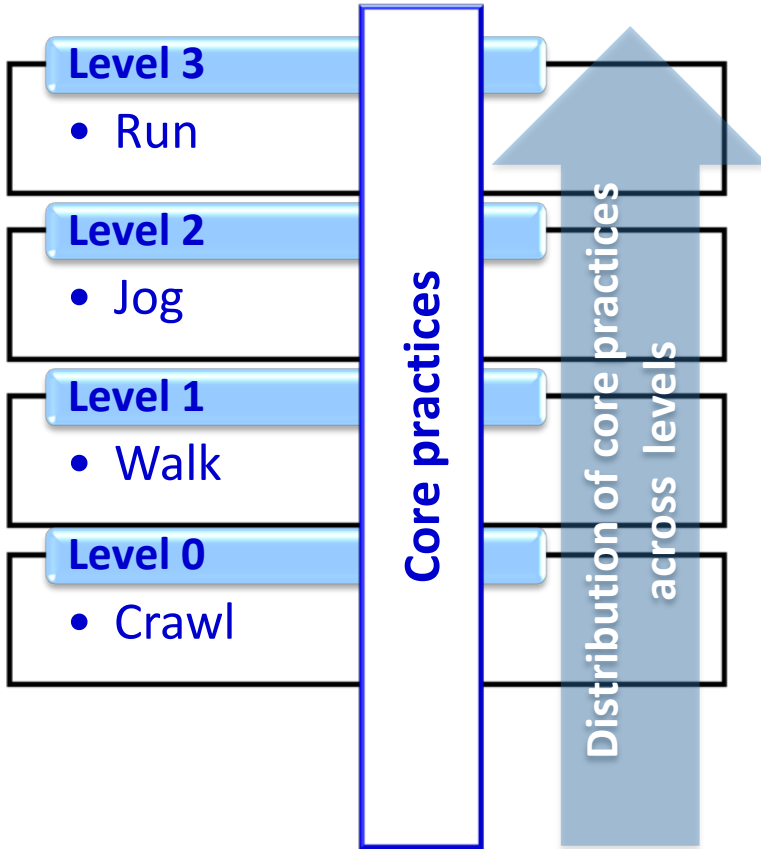 Level 3
• Run
Level 2
• Jog
Level 1
• Walk
Level 0
• Crawl
Core practices
Distribution of core practices
across levels